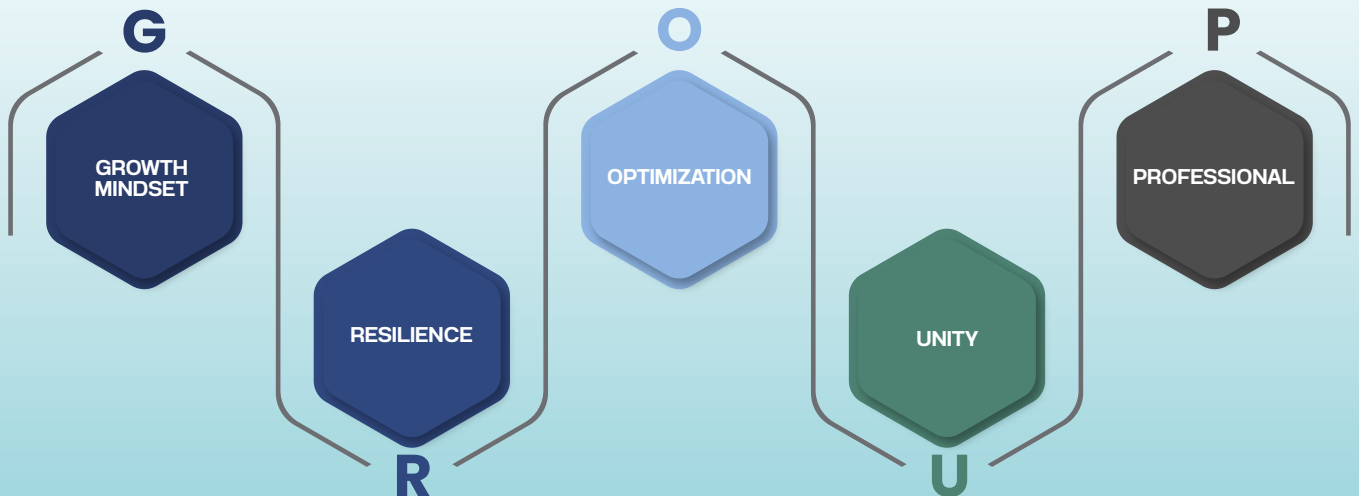 G
GROWTH
MINDSET
RESILIENCE
R
O
OPTIMIZATION
UNITY
U
P
PROFESSIONAL